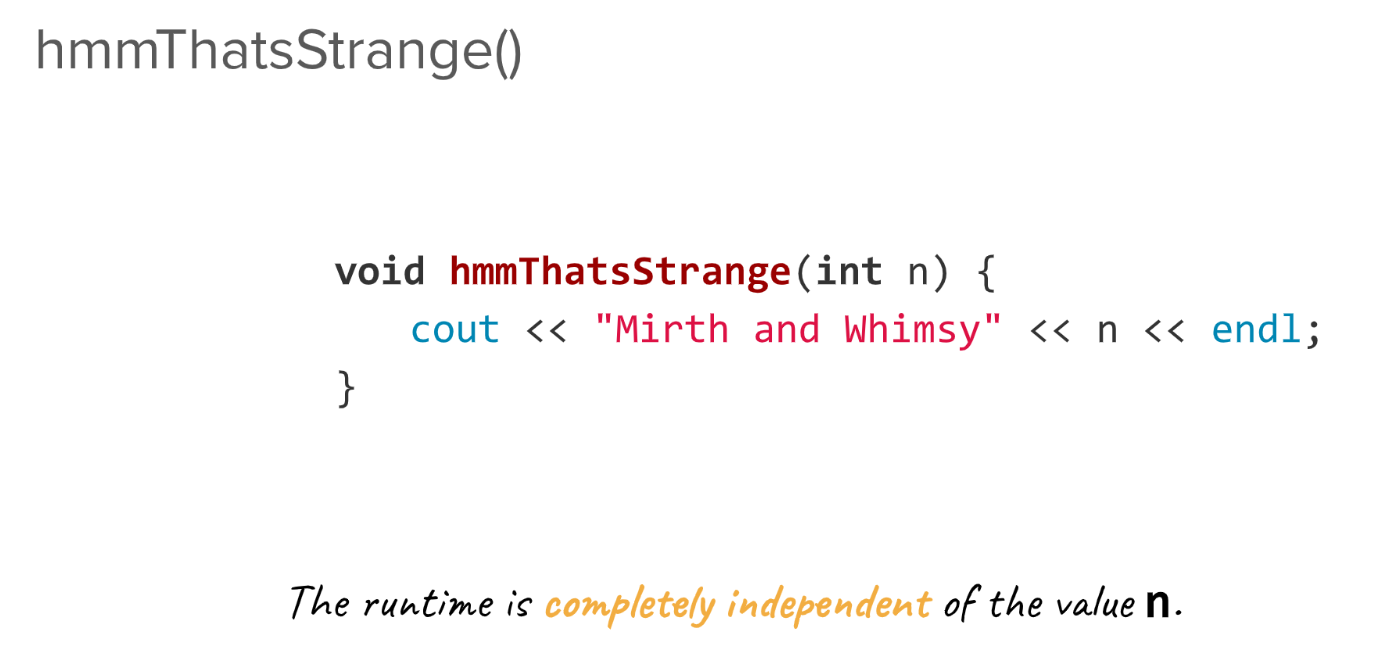 hmmThatsStrange()
void hmmThatsStrange(int n) {
cout << "Mirth and Whimsy" << n << endl;
}
The runtime is completely independent of the value n.